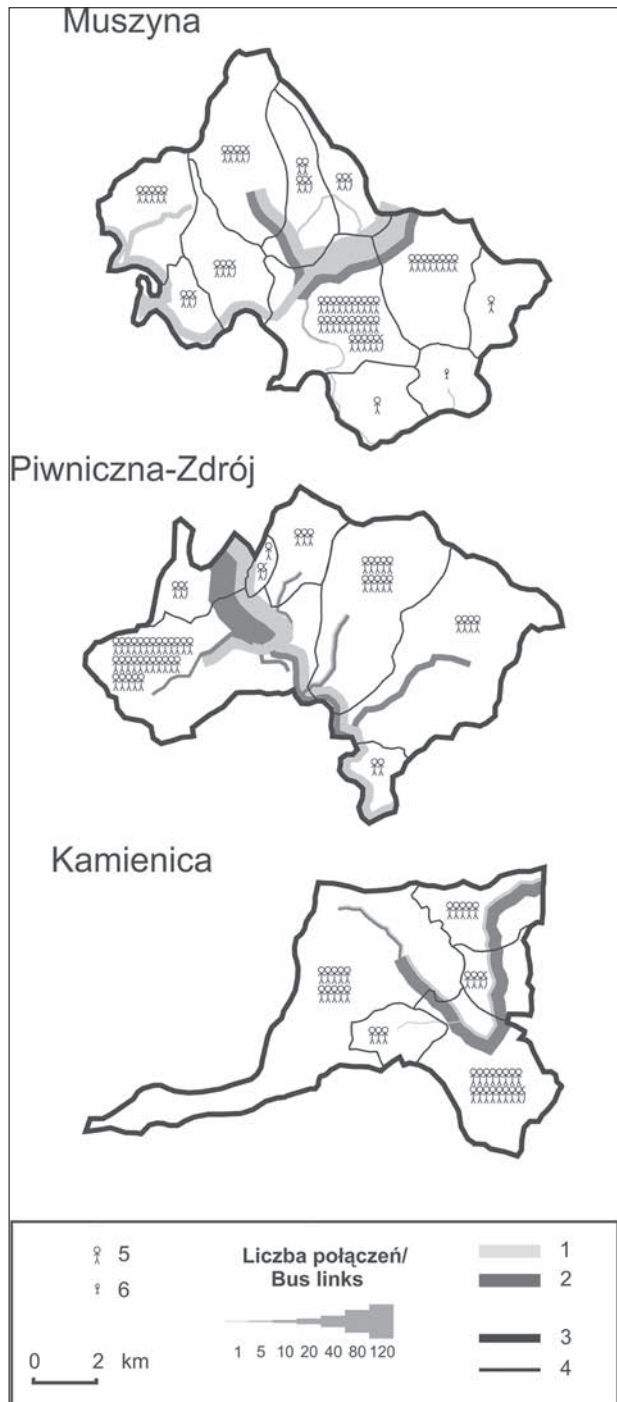 Muszyna
Piwniczna-Zdrój
Kamienica
5
6
0 2 km
Liczba połączeń/
Bus links
1 5 10 20 40 80 120
1
2
3
4